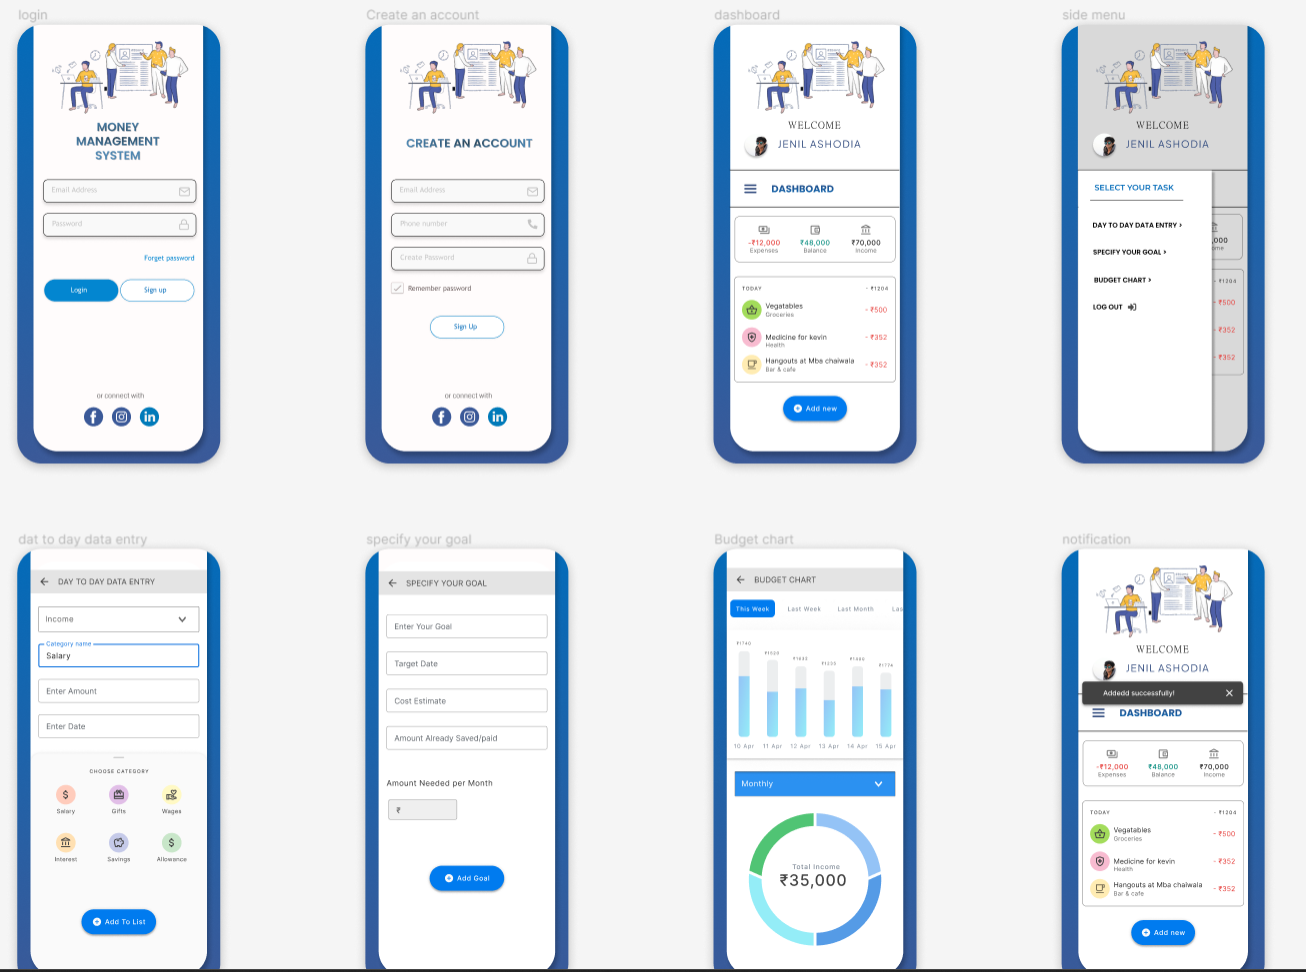 login
MONEY
MANAGEMENT
SYSTEM
Email Address
Password
Forget password
Login
Sign up
or connect with
f
in
Create an account
CREATE AN ACCOUNT
Email Address
Phone number
Create Password
Remember password
Sign Up
or connect with
f
in
dashboard
WELCOME
JENIL ASHODIA
DASHBOARD
-₹12,000 ₹48,000 ₹70,000
Expenses Balance Income
TODAY - ₹1204
Vegatables
Groceries
- ₹500
Medicine for kevin
Health
- ₹352
Hangouts at Mba chaiwala
Bar & cafe
- ₹352
Add new
side menu
WELCOME
JENIL ASHODIA
SELECT YOUR TASK
DAY TO DAY DATA ENTRY >
SPECIFY YOUR GOAL >
BUDGET CHART >
LOG OUT
,000
ome
- ₹1204
₹500
₹352
₹352
dat to day data entry
DAY TO DAY DATA ENTRY
Income
Category name
Salary
Enter Amount
Enter Date
CHOOSE CATEGORY
$ $
Salary Gifts Wages
Interest Savings Allowance
Add To List
specify your goal
SPECIFY YOUR GOAL
Enter Your Goal
Target Date
Cost Estimate
Amount Already Saved/paid
Amount Needed per Month
₹
Add Goal
Budget chart
BUDGET CHART
This Week Last Week Last Month Las
₹1740
10 Apr 11 Apr 12 Apr 13 Apr 14 Apr 15 Apr
Monthly
Total Income
₹35,000
notification
WELCOME
JENIL ASHODIA
Addedd successfully!
DASHBOARD
-₹12,000 ₹48,000 ₹70,000
Expenses Balance Income
TODAY - ₹1204
Vegatables
Groceries
- ₹500
Medicine for kevin
Health
- ₹352
Hangouts at Mba chaiwala
Bar & cafe
- ₹352
Add new